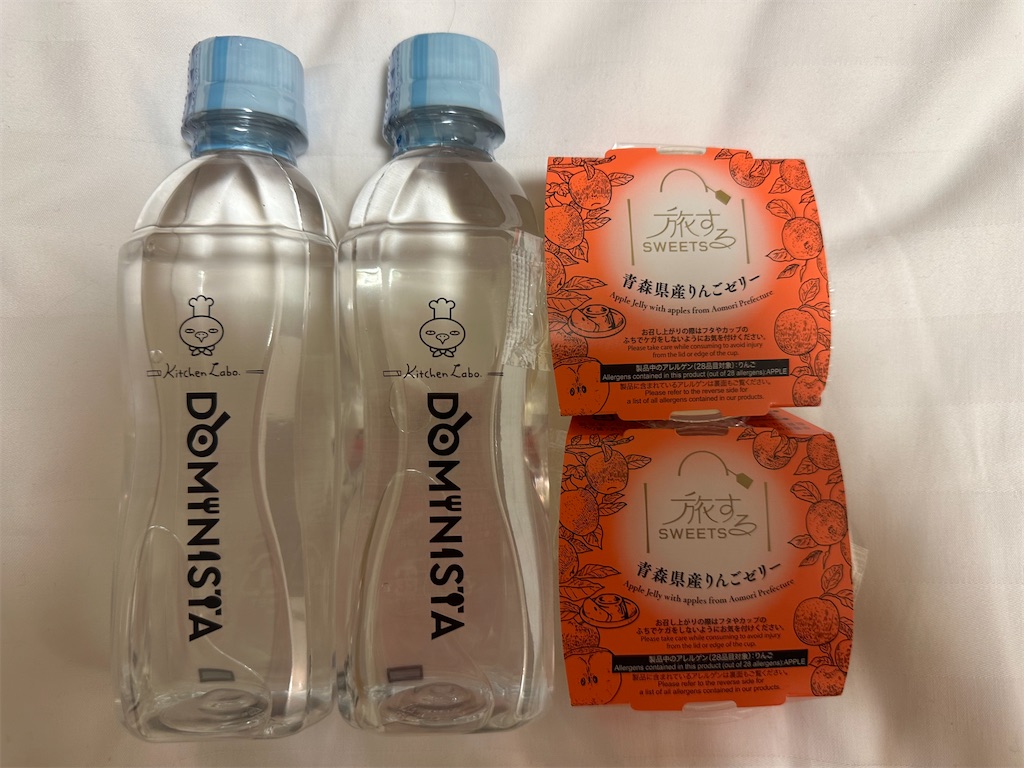 Kitchen Labo.
DOMINISTA
Kitchen Labo.
DOMINISTA
旅する
SWEETS
青森県産りんごゼリー
Apple Jelly with apples from Aomori Prefecture
お召し上がりの際はフタやカップの
ふちでケガをしないようにお気を付けください。
Please take care while consuming to avoid injury
from the lid or edge of the cup.
製品中のアレルゲン(28品目対象):りんご
Allergens contained in this product (out of 28 allergens):APPLE
製品に含まれているアレルゲンは裏面もご覧ください。
Please refer to the reverse side for
a list of all allergens contained in our products.
旅する
SWEETS
青森県産りんごゼリー
Apple Jelly with apples from Aomori Prefecture
お召し上がりの際はフタやカップの
ふちでケガをしないようにお気を付けください。
Please take care while consuming to avoid injury
from the lid or edge of the cup.
製品中のアレルゲン(28品目対象):りんご
Allergens contained in this product (out of 28 allergens):APPLE
製品に含まれているアレルゲンは裏面もご覧ください。
Please refer to the reverse side for
a list of all allergens contained in our products.